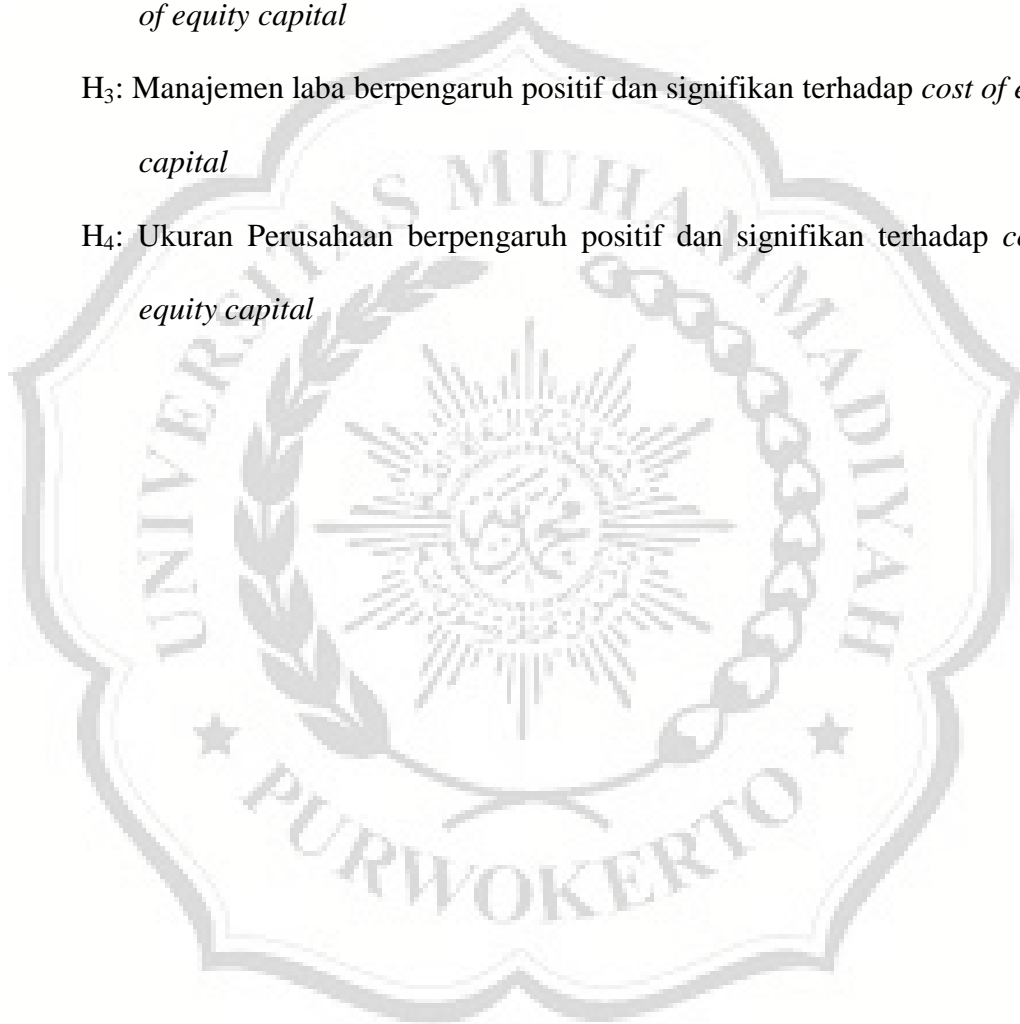 of equity capital
H₃: Manajemen laba berpengaruh positif dan signifikan terhadap cost of e
capital
H₄: Ukuran Perusahaan berpengaruh positif dan signifikan terhadap c
equity capital
UNIVERSITAS MUHAMMADIYAH
PURWOKERTO